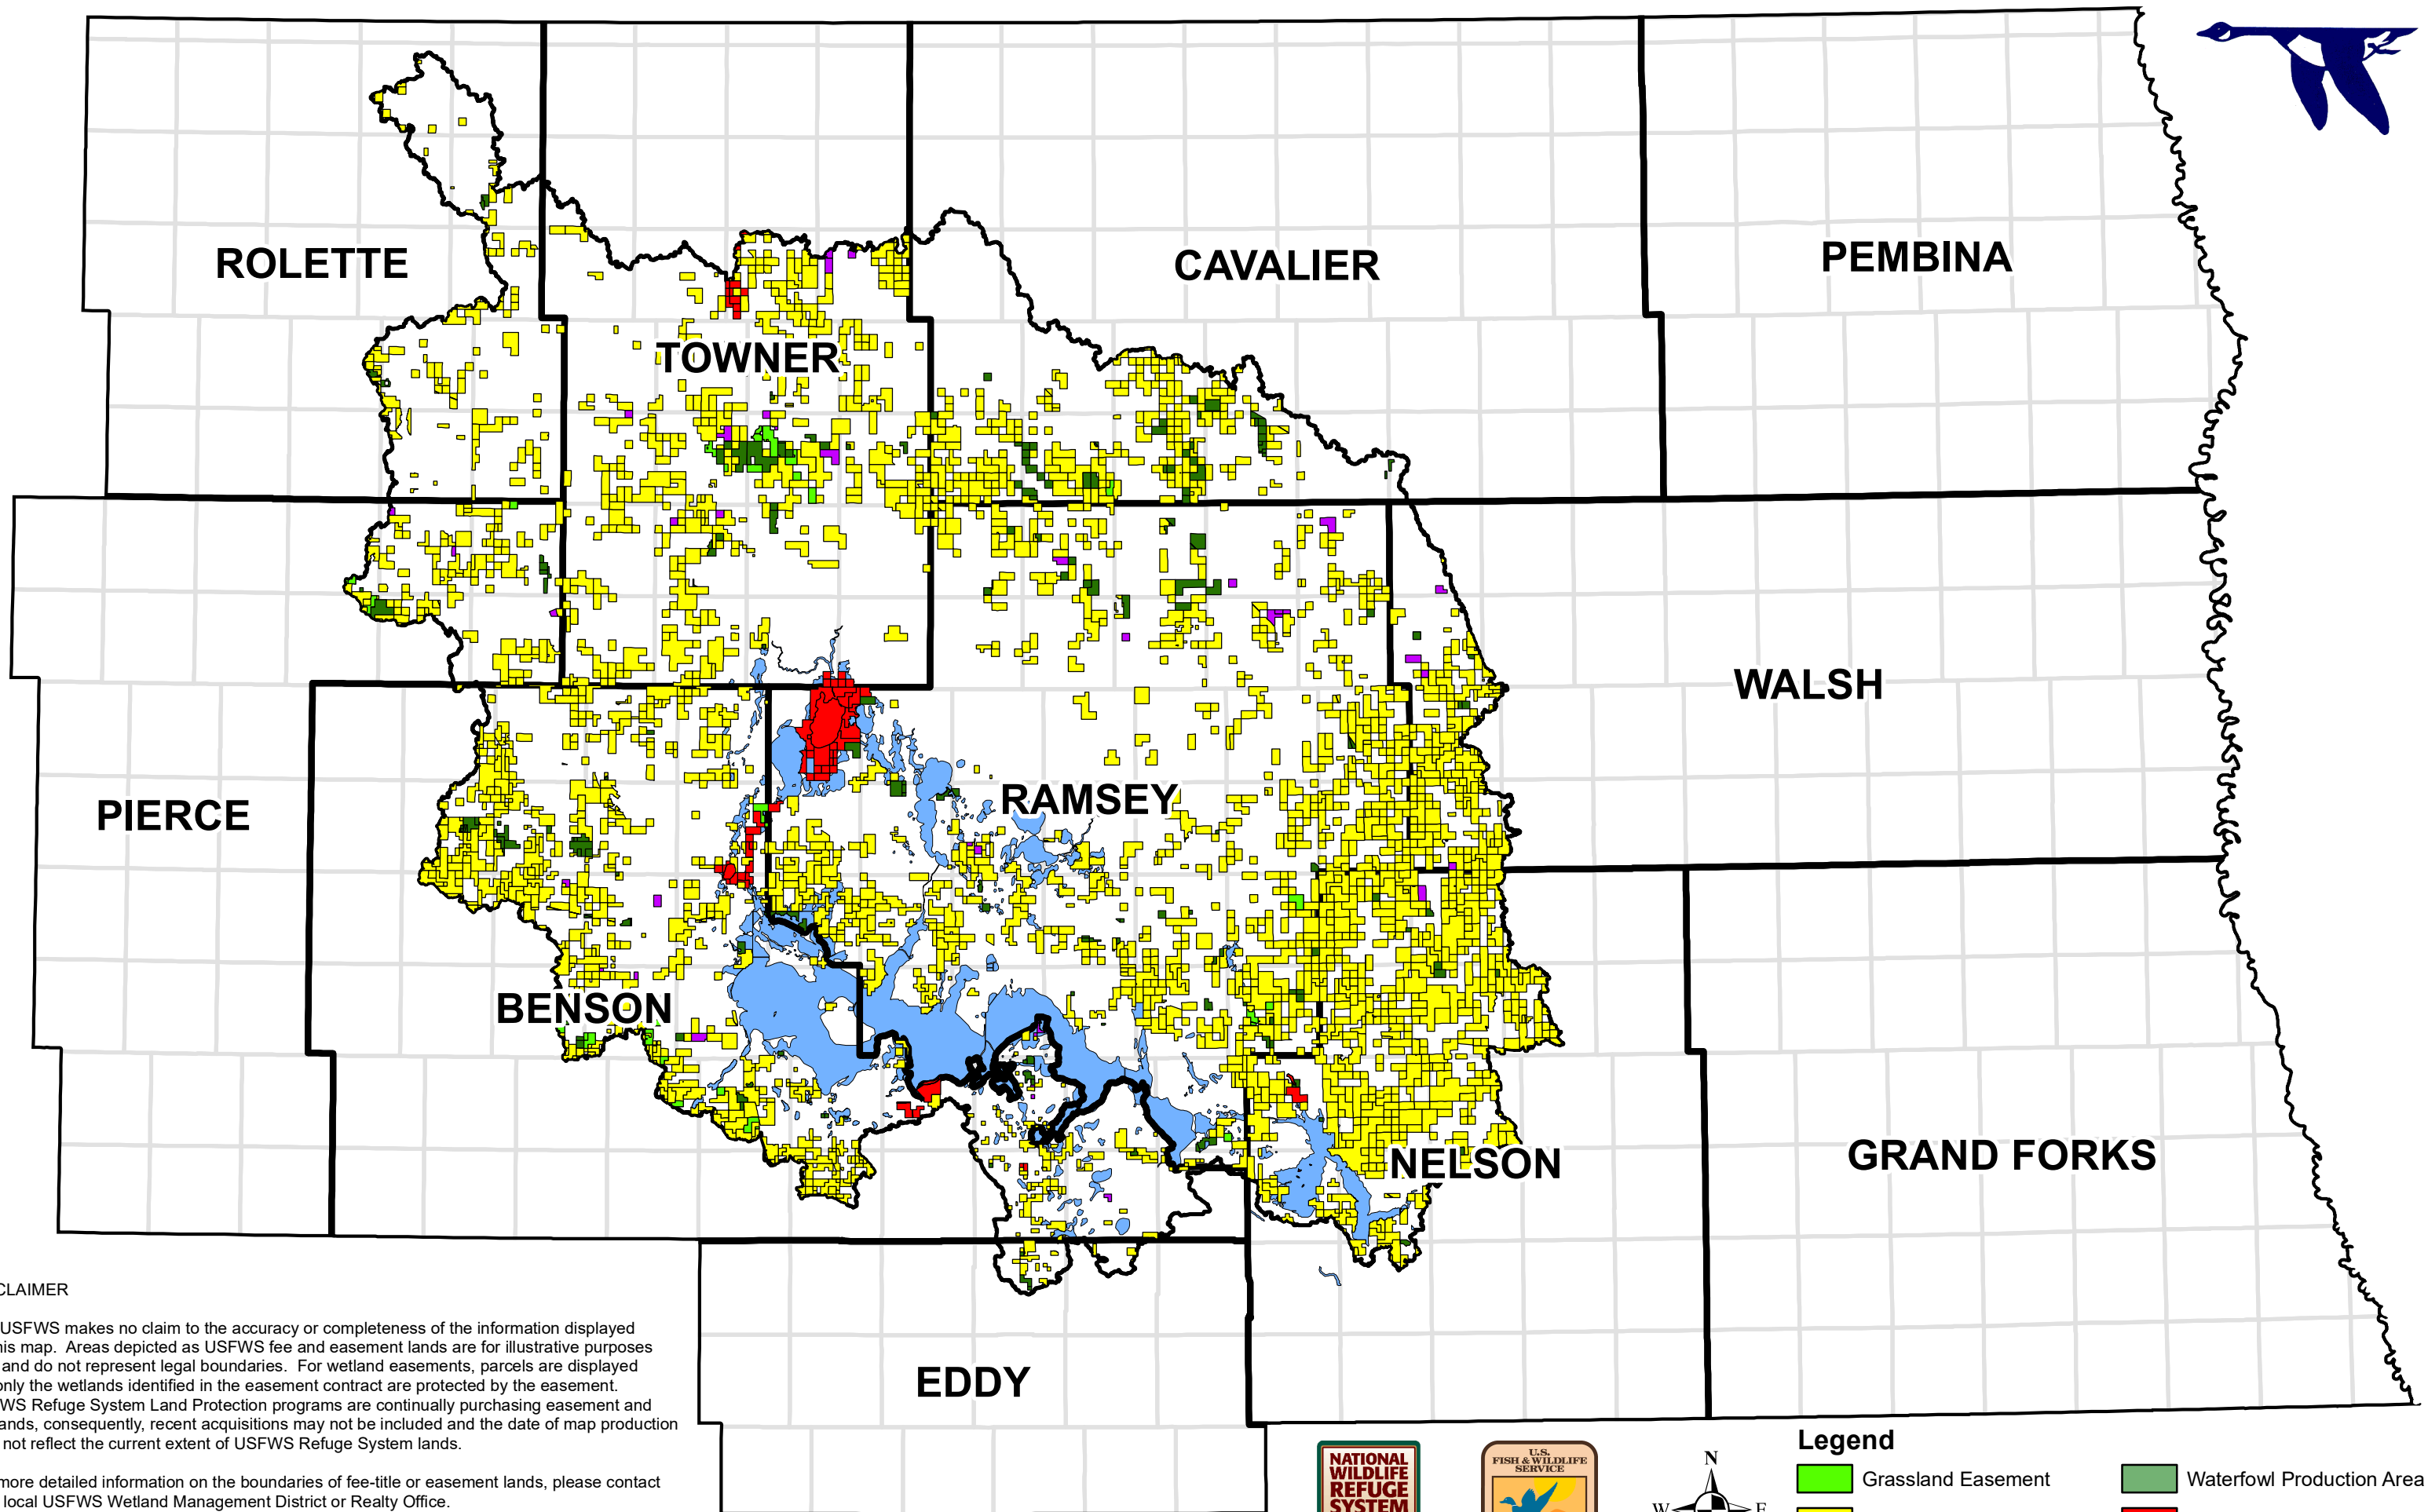 ROLETTE
CAVALIER
PEMBINA
TOWNER
WALSH
PIERCE
RAMSEY
BENSON
NELSON
GRAND FORKS
EDDY
CLAIMER
USFWS makes no claim to the accuracy or completeness of the information displayed
his map. Areas depicted as USFWS fee and easement lands are for illustrative purposes
and do not represent legal boundaries. For wetland easements, parcels are displayed
only the wetlands identified in the easement contract are protected by the easement.
WS Refuge System Land Protection programs are continually purchasing easement and
ands, consequently, recent acquisitions may not be included and the date of map production
not reflect the current extent of USFWS Refuge System lands.
more detailed information on the boundaries of fee-title or easement lands, please contact
local USFWS Wetland Management District or Realty Office.
NATIONAL
WILDLIFE
REFUGE
SYSTEM
U.S.
FISH & WILDLIFE
SERVICE
N
W E
Legend
Grassland Easement
Waterfowl Production Area